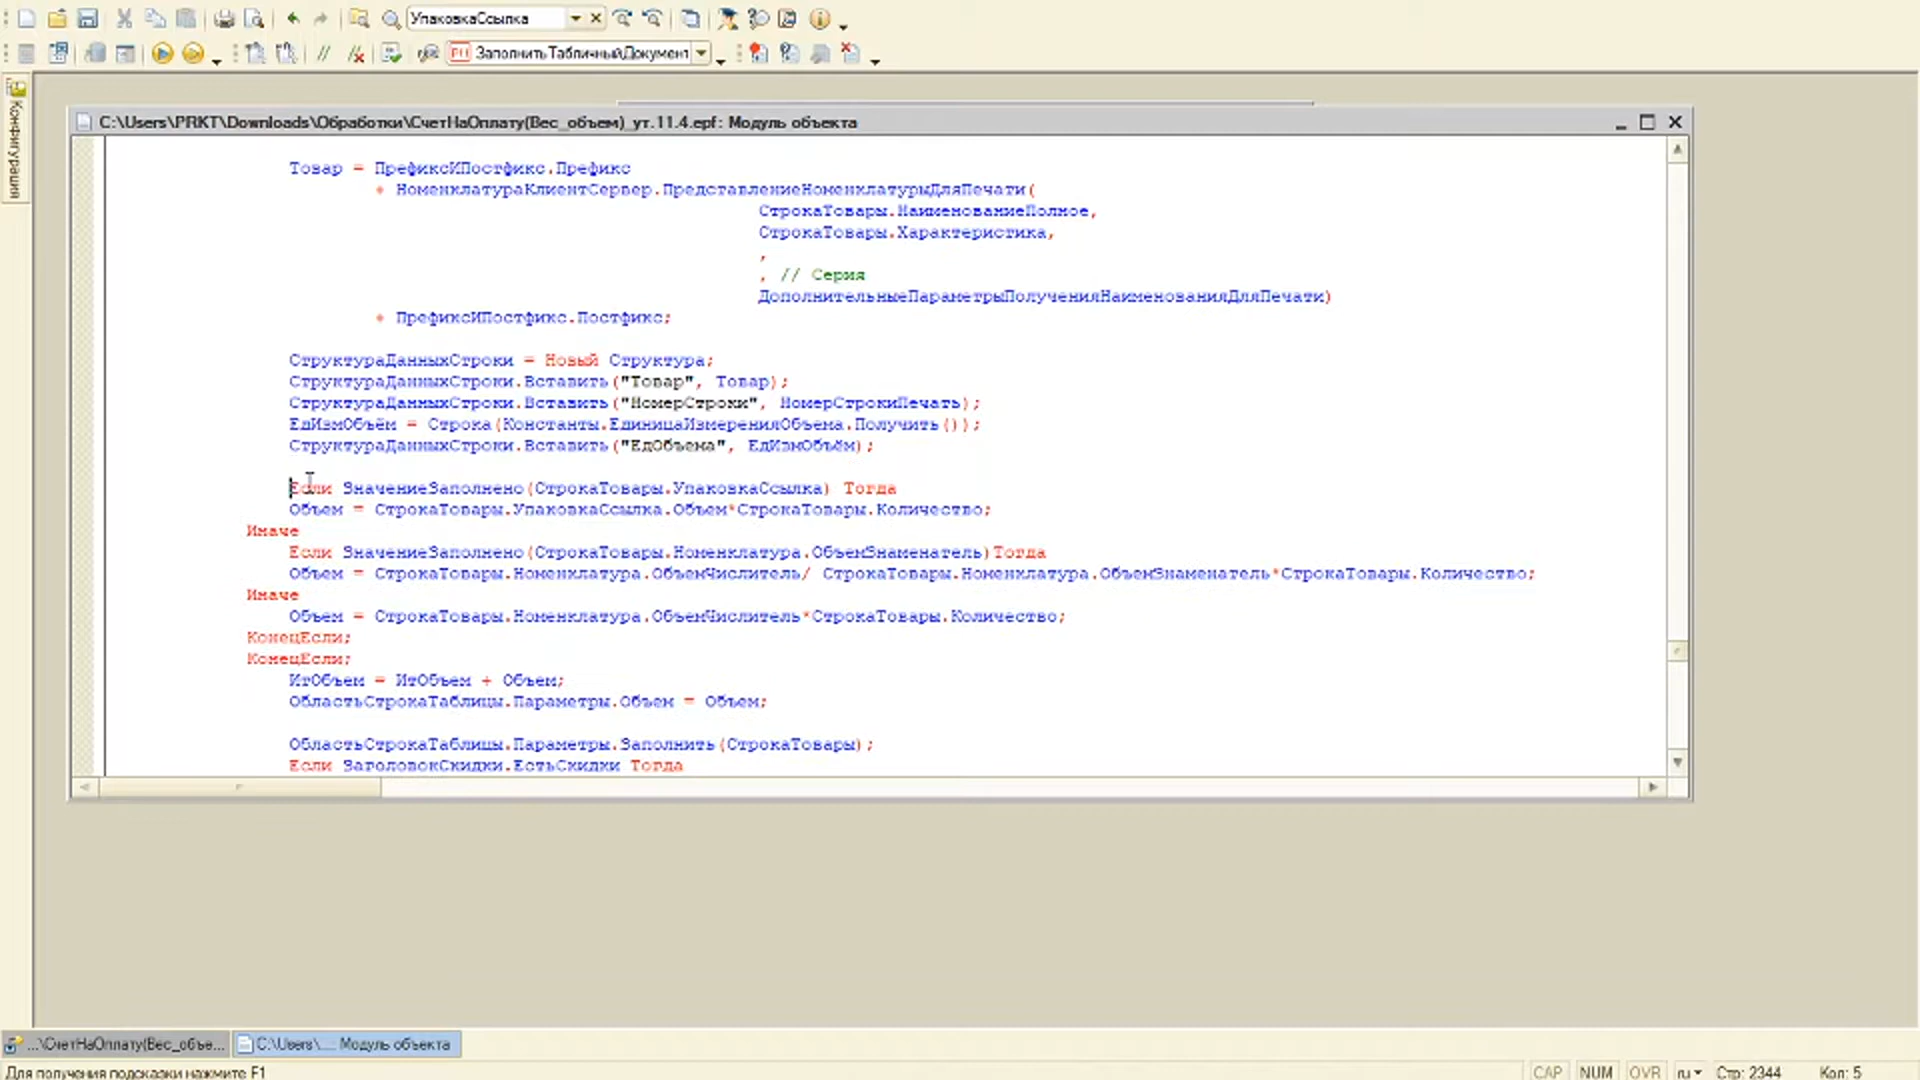 УпаковкаСсылка
ЗаполнитьТабличныйДокумент
Конфигурация
C:\Users\PRKT\Downloads\Обработки\СчетНаОплату(Вес_объем)_ут.11.4.epf: Модуль объекта
Товар = ПрефиксИПостфикс.Префикс
+ НоменклатураКлиентСервер.ПредставлениеНоменклатурыДляПечати(
СтрокаТовары.НаименованиеПолное,
СтрокаТовары.Характеристика,
,
, // Серия
ДополнительныеПараметрыПолученияНаименованияДляПечати)
+ ПрефиксИПостфикс.Постфикс;
СтруктураДанныхСтроки = Новый Структура;
СтруктураДанныхСтроки.Вставить("Товар", Товар);
СтруктураДанныхСтроки.Вставить("НомерСтроки", НомерСтрокиПечать);
ЕдИзмОбъём = Строка(Константы.ЕдиницаИзмеренияОбъема.Получить());
СтруктураДанныхСтроки.Вставить("ЕдОбъема", ЕдИзмОбъём);
Если ЗначениеЗаполнено(СтрокаТовары.УпаковкаСсылка) Тогда
Объем = СтрокаТовары.УпаковкаСсылка.Объем*СтрокаТовары.Количество;
Иначе
Если ЗначениеЗаполнено(СтрокаТовары.Номенклатура.ОбъемЗнаменатель)Тогда
Объем = СтрокаТовары.Номенклатура.ОбъемЧислитель/ СтрокаТовары.Номенклатура.ОбъемЗнаменатель*СтрокаТовары.Количество;
Иначе
Объем = СтрокаТовары.Номенклатура.ОбъемЧислитель*СтрокаТовары.Количество;
КонецЕсли;
КонецЕсли;
ИтОбъем = ИтОбъем + Объем;
ОбластьСтрокаТаблицы.Параметры.Объем = Объем;
ОбластьСтрокаТаблицы.Параметры.Заполнить(СтрокаТовары);
Если ЗаголовокСкидки.ЕстьСкидки Тогда
...\СчетНаОплату(Вес_объе...
C:\Users\... : Модуль объекта
Для получения подсказки нажмите F1
CAP NUM OVR ru Стр: 2344 Кол: 5